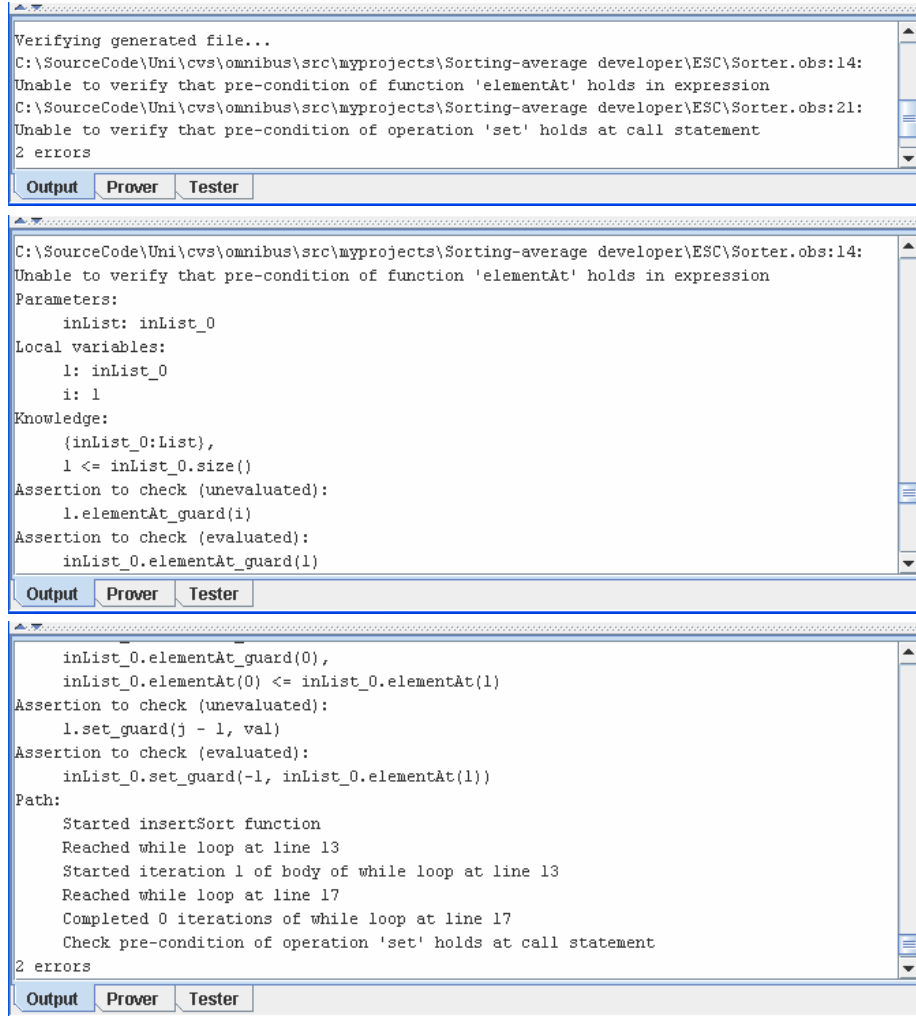 Verifying generated file...
C:\SourceCode\Uni\cvs\omnibus\src\myprojects\Sorting-average developer\ESC\Sorter.obs:14:
Unable to verify that pre-condition of function 'elementAt' holds in expression
C:\SourceCode\Uni\cvs\omnibus\src\myprojects\Sorting-average developer\ESC\Sorter.obs:21:
Unable to verify that pre-condition of operation 'set' holds at call statement
2 errors
Output Prover Tester
C:\SourceCode\Uni\cvs\omnibus\src\myprojects\Sorting-average developer\ESC\Sorter.obs:14:
Unable to verify that pre-condition of function 'elementAt' holds in expression
Parameters:
inList: inList_0
Local variables:
l: inList_0
i: 1
Knowledge:
{inList_0:List},
1 <= inList_0.size()
Assertion to check (unevaluated):
l.elementAt_guard(i)
Assertion to check (evaluated):
inList_0.elementAt_guard(1)
Output Prover Tester
inList_0.elementAt_guard(0),
inList_0.elementAt(0) <= inList_0.elementAt(1)
Assertion to check (unevaluated):
l.set_guard(j - 1, val)
Assertion to check (evaluated):
inList_0.set_guard(-1, inList_0.elementAt(1))
Path:
Started insertSort function
Reached while loop at line 13
Started iteration 1 of body of while loop at line 13
Reached while loop at line 17
Completed 0 iterations of while loop at line 17
Check pre-condition of operation 'set' holds at call statement
2 errors
Output Prover Tester